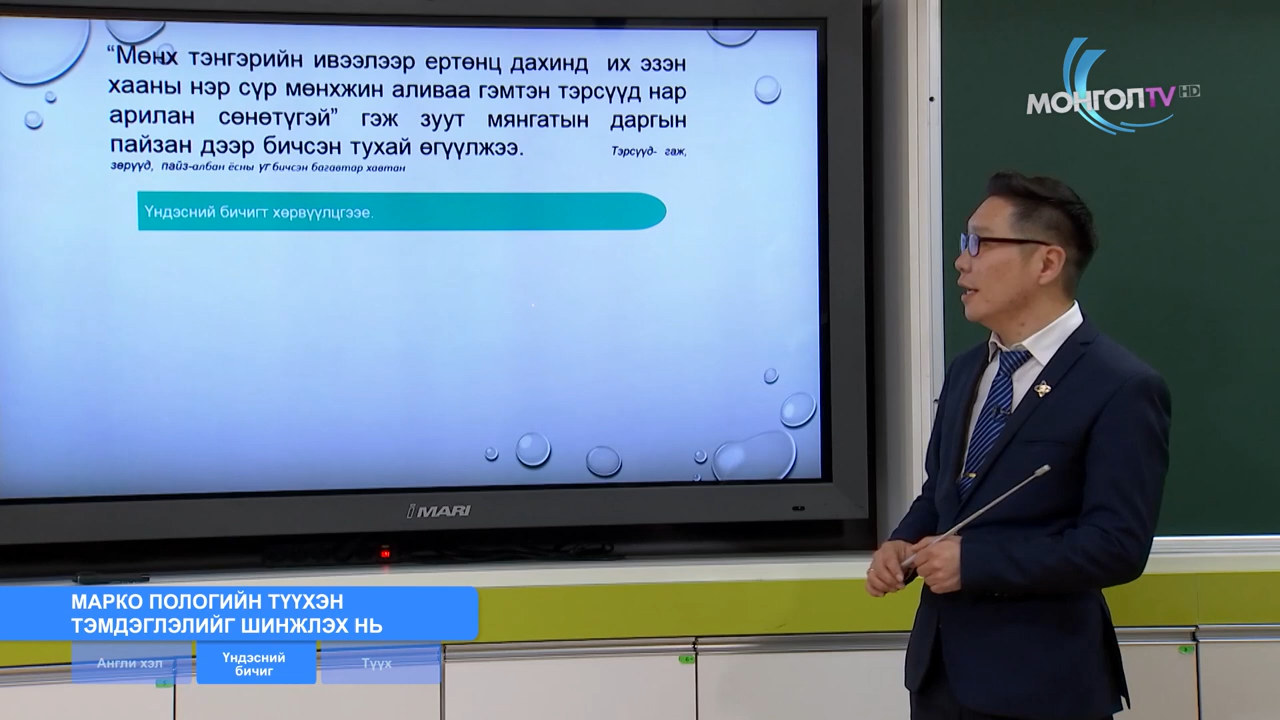 “Мөнх тэнгэрийн ивээлээр ертөнц дахинд их эзэн
хааны нэр сүр мөнхжин аливаа гэмтэн тэрсүүд нар
арилан сөнөтүгэй” гэж зуут мянгатын даргын
пайзан дээр бичсэн тухай өгүүлжээ. Тэрсүүд- гаж,
зөрүүд, пайз-албан ёсны үг бичсэн багавтар хавтан
Үндэсний бичигт хөрвүүлцгээе.
МОНГОЛTV HD
iMARI
МАРКО ПОЛОГИЙН ТҮҮХЭН
ТЭМДЭГЛЭЛИЙГ ШИНЖЛЭХ НЬ
Англи хэл
Үндэсний
бичиг
Түүх